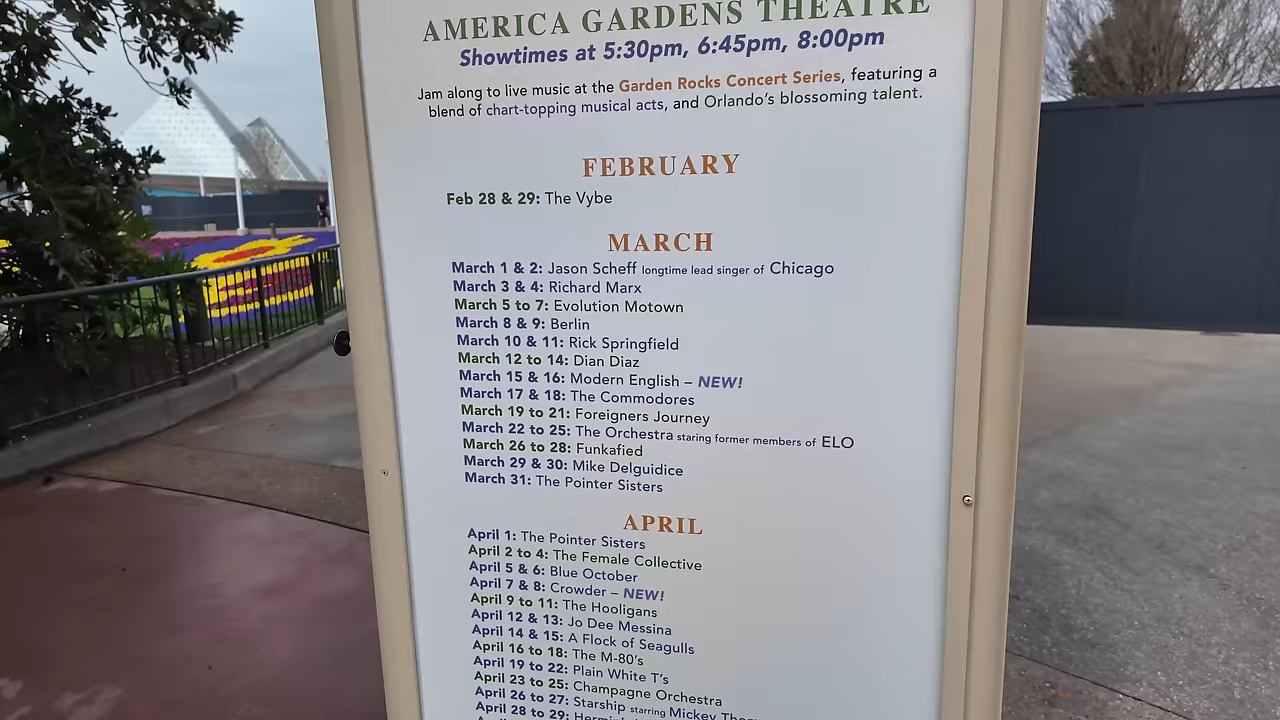 AMERICA GARDENS THEATRE
Showtimes at 5:30pm, 6:45pm, 8:00pm
Jam along to live music at the Garden Rocks Concert Series, featuring a
blend of chart-topping musical acts, and Orlando's blossoming talent.
FEBRUARY
Feb 28 & 29: The Vybe
MARCH
March 1 & 2: Jason Scheff longtime lead singer of Chicago
March 3 & 4: Richard Marx
March 5 to 7: Evolution Motown
March 8 & 9: Berlin
March 10 & 11: Rick Springfield
March 12 to 14: Dian Diaz
March 15 & 16: Modern English – NEW!
March 17 & 18: The Commodores
March 19 to 21: Foreigners Journey
March 22 to 25: The Orchestra staring former members of ELO
March 26 to 28: Funkafied
March 29 & 30: Mike Delguidice
March 31: The Pointer Sisters
APRIL
April 1: The Pointer Sisters
April 2 to 4: The Female Collective
April 5 & 6: Blue October
April 7 & 8: Crowder – NEW!
April 9 to 11: The Hooligans
April 12 & 13: Jo Dee Messina
April 14 & 15: A Flock of Seagulls
April 16 to 18: The M-80's
April 19 to 22: Plain White T's
April 23 to 25: Champagne Orchestra
April 26 to 27: Starship starring Mickey
April 28 to 29: